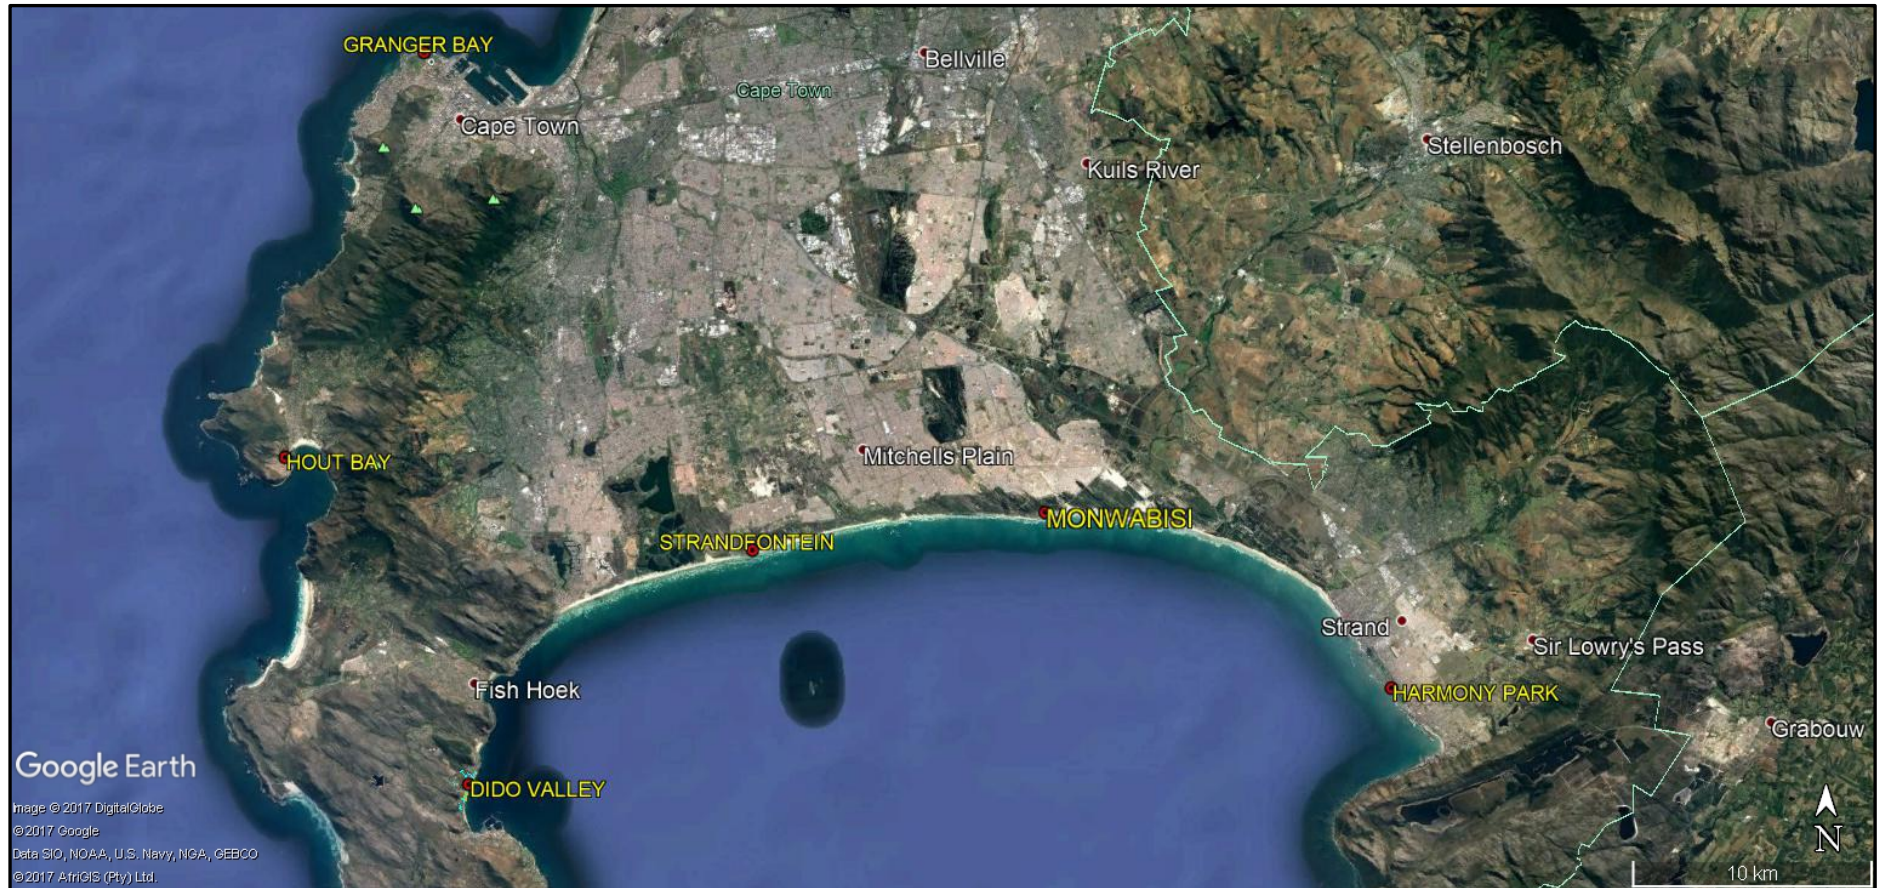 GRANGER BAY
Bellville
Cape Town
Cape Town
Stellenbosch
Kuils River
Mitchells Plain
HOUT BAY
MONWABISI
STRANDFONTEIN
Strand
Sir Lowry's Pass
Fish Hoek
HARMONY PARK
Grabouw
Google Earth
DIDO VALLEY
Image © 2017 DigitalGlobe
©2017 Google
Data SIO, NOAA, U.S. Navy, NGA, GEBCO
©2017 AfriGIS (Pty) Ltd.
N
10 km